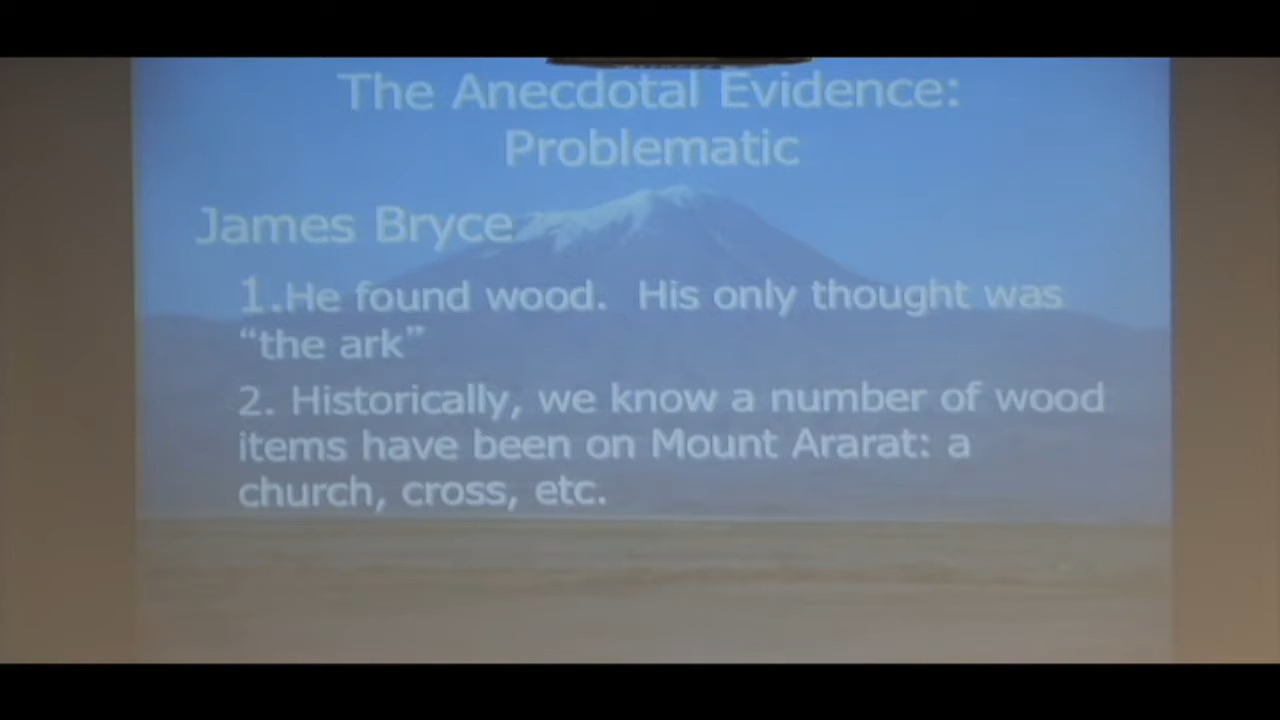 The Anecdotal Evidence:
Problematic
James Bryce
1.He found wood.  His only thought was
“the ark”
2. Historically, we know a number of wood
items have been on Mount Ararat: a
church, cross, etc.